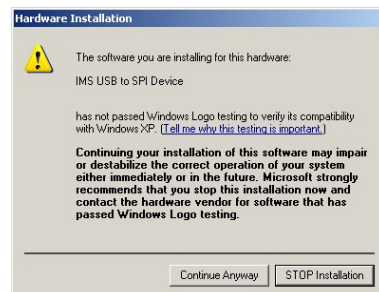 Hardware Installation
The software you are installing for this hardware:
IMS USB to SPI Device
has not passed Windows Logo testing to verify its compatibility
with Windows XP. (Tell me why this testing is important.)
Continuing your installation of this software may impair
or destabilize the correct operation of your system
either immediately or in the future. Microsoft strongly
recommends that you stop this installation now and
contact the hardware vendor for software that has
passed Windows Logo testing.
Continue Anyway
STOP Installation